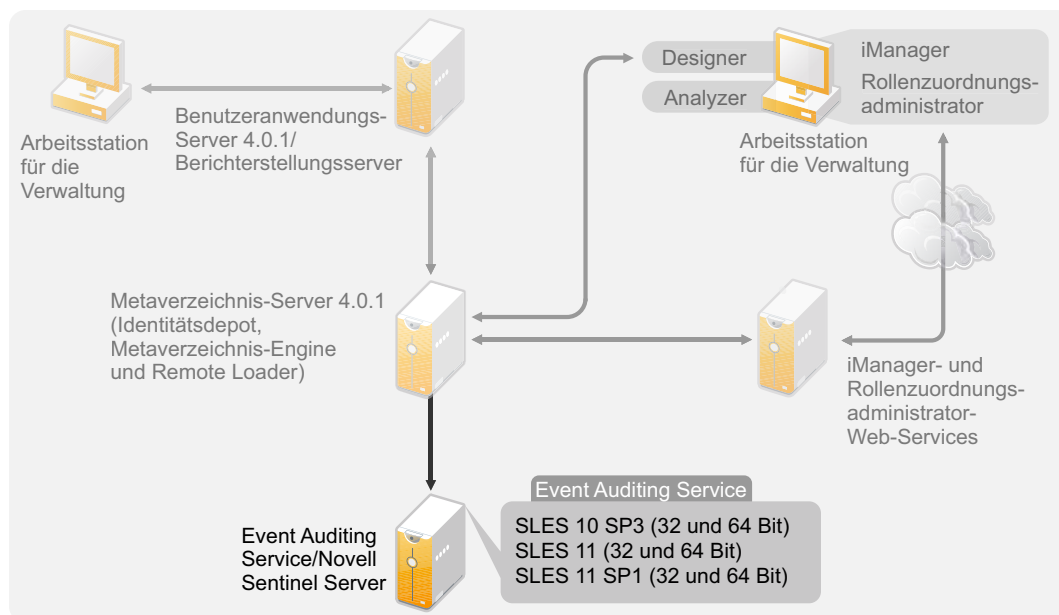 Arbeitsstation
für die
Verwaltung
Benutzeranwendungs-
Server 4.0.1/
Berichterstellungsserver
Designer
Analyzer
iManager
Rollenzuordnungs-
administrator
Arbeitsstation
für die Verwaltung
Metaverzeichnis-Server 4.0.1
(Identitätsdepot,
Metaverzeichnis-Engine
und Remote Loader)
iManager- und
Rollenzuordnungs-
administrator-
Web-Services
Event Auditing
Service/Novell
Sentinel Server
Event Auditing Service
SLES 10 SP3 (32 und 64 Bit)
SLES 11 (32 und 64 Bit)
SLES 11 SP1 (32 und 64 Bit)